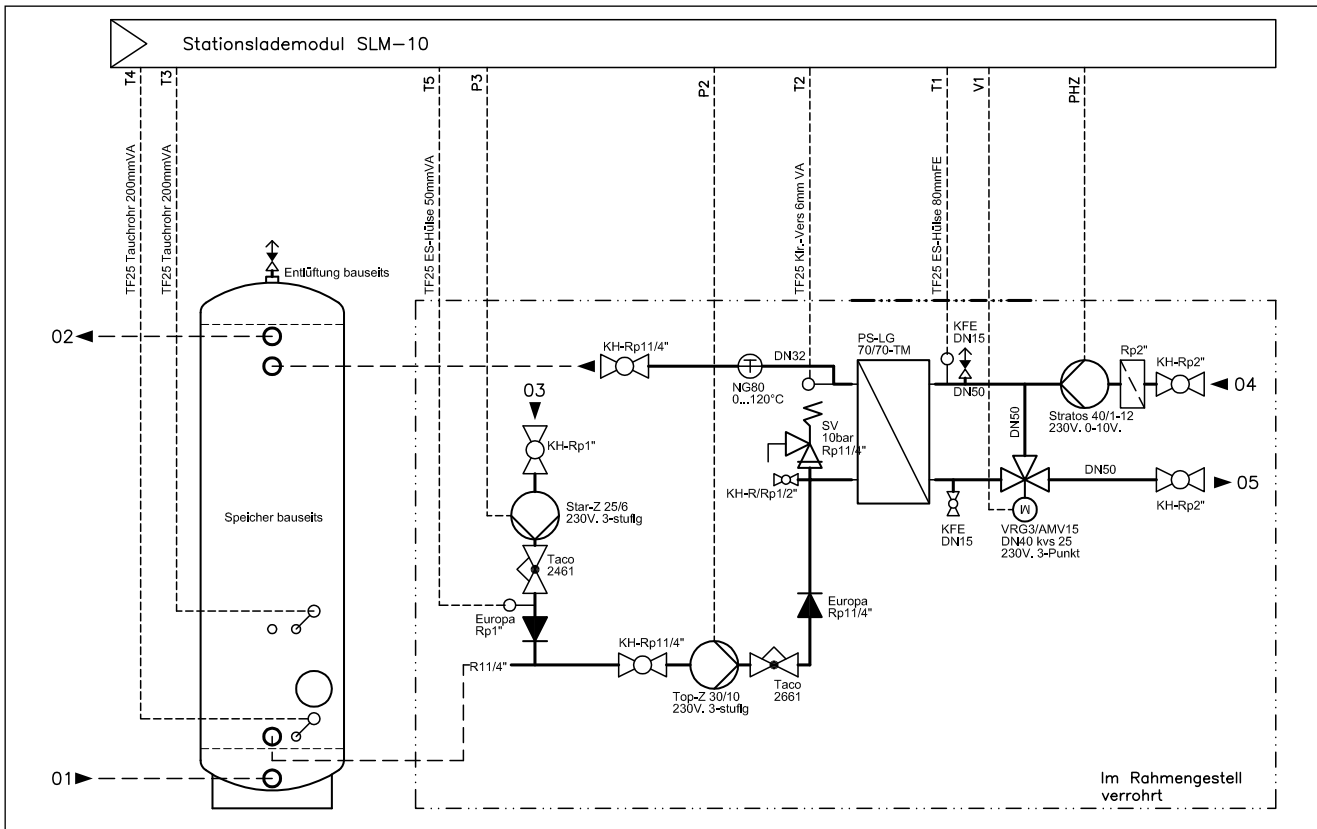 Stationslademodul SLM-10
T4
T3
T5
P3
P2
T2
T1
V1
PHZ
TF25 Tauchrohr 200mmVA
TF25 Tauchrohr 200mmVA
TF25 ES-Hülse 50mmVA
TF25 Klr.-Vers 6mm VA
TF25 ES-Hülse 80mmFE
Entlüftung bauseits
02
KH-Rp11/4"
DN32
NG80
0...120°C
PS-LG
70/70-TM
KFE
DN15
DN50
Rp2"
KH-Rp2"
04
Stratos 40/1-12
230V. 0-10V.
03
KH-Rp1"
SV
10bar
Rp11/4"
DN50
KH-R/Rp1/2"
DN50
05
KH-Rp2"
Speicher bauseits
Star-Z 25/6
230V. 3-stufig
KFE
DN15
M
VRG3/AMV15
DN40 kvs 25
230V. 3-Punkt
Taco
2461
Europa
Rp1"
Europa
Rp11/4"
KH-Rp11/4"
R11/4"
Top-Z 30/10
230V. 3-stufig
Taco
2661
01
Im Rahmengestell
verrohrt